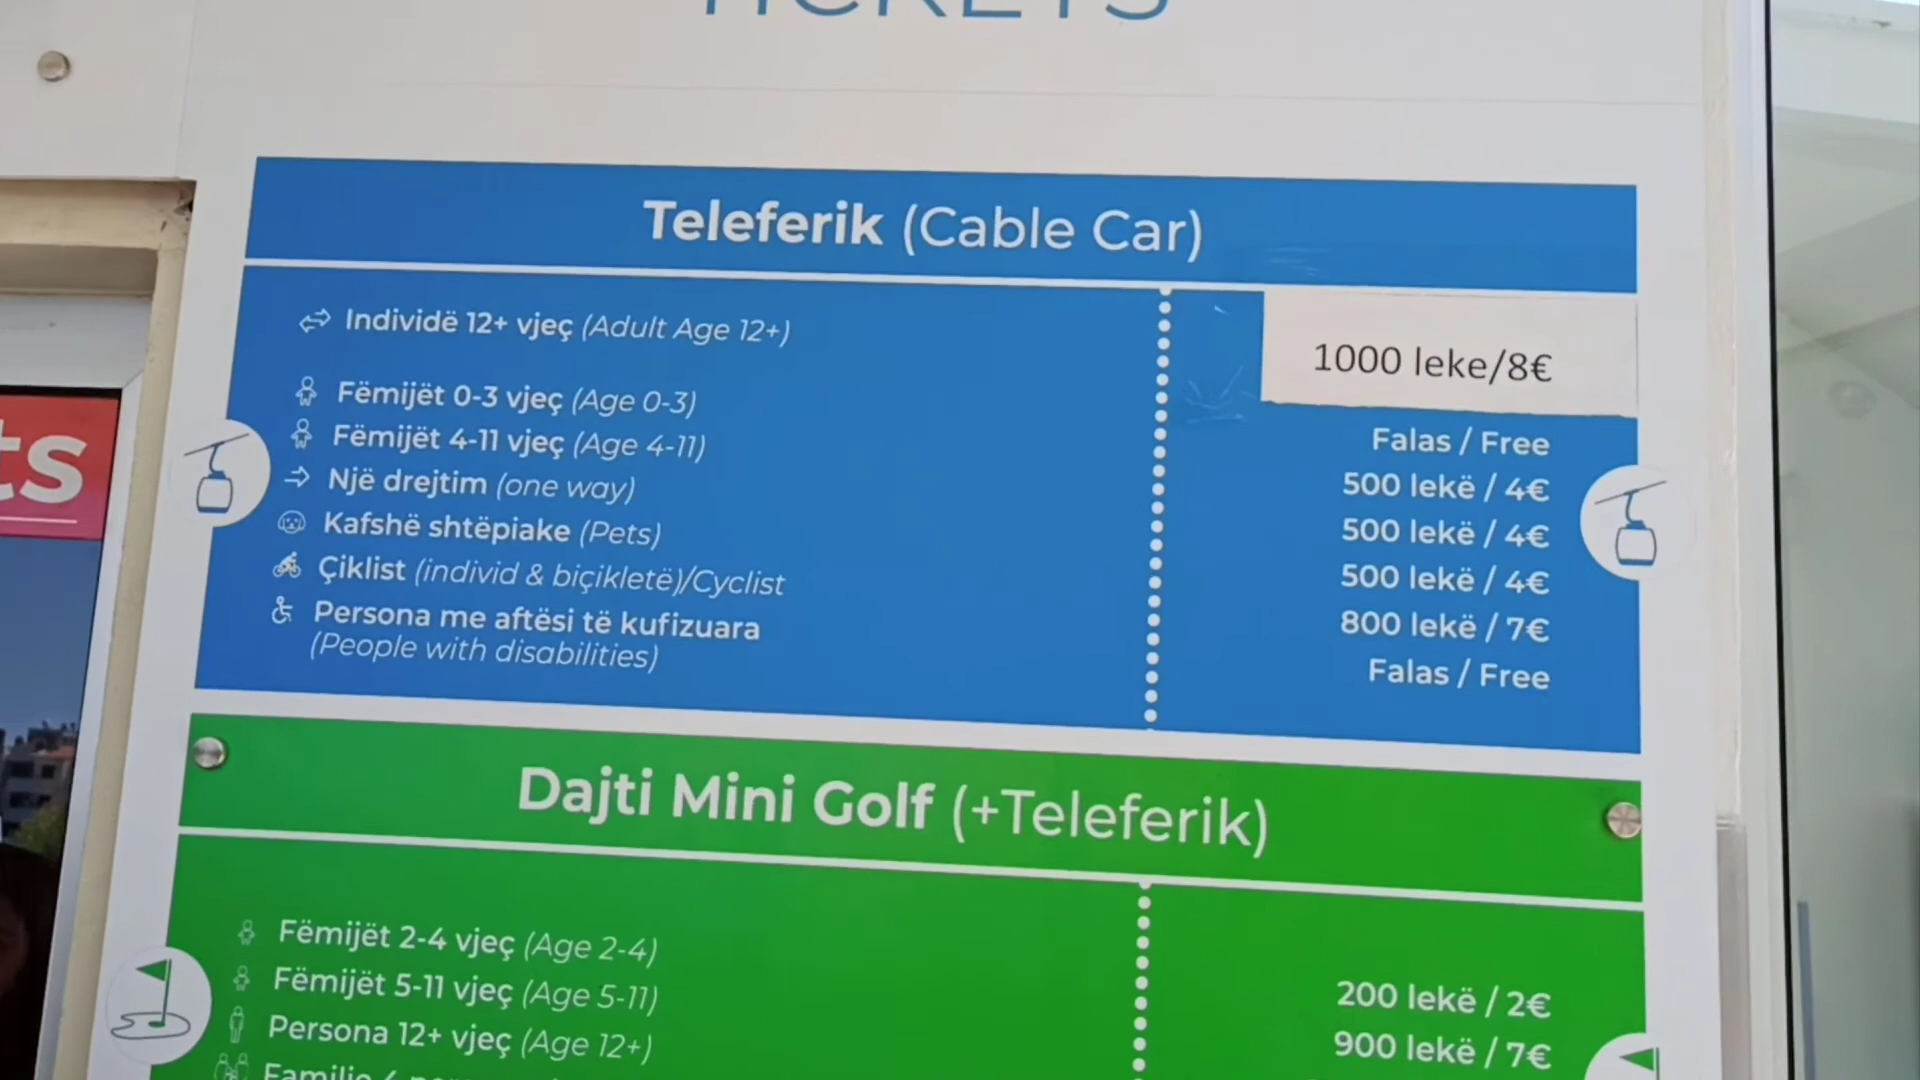 TICKETS
Teleferik (Cable Car)
Individë 12+ vjeç (Adult Age 12+)
1000 leke/8€
Fëmijët 0-3 vjeç (Age 0-3)
Falas / Free
Fëmijët 4-11 vjeç (Age 4-11)
500 lekë / 4€
Një drejtim (one way)
500 lekë / 4€
Kafshë shtëpiake (Pets)
500 lekë / 4€
Çiklist (individ & biçikletë)/Cyclist
800 lekë / 7€
Persona me aftësi të kufizuara
(People with disabilities)
Falas / Free
ts
Dajti Mini Golf (+Teleferik)
Fëmijët 2-4 vjeç (Age 2-4)
200 lekë / 2€
Fëmijët 5-11 vjeç (Age 5-11)
900 lekë / 7€
Persona 12+ vjeç (Age 12+)
Familje 4